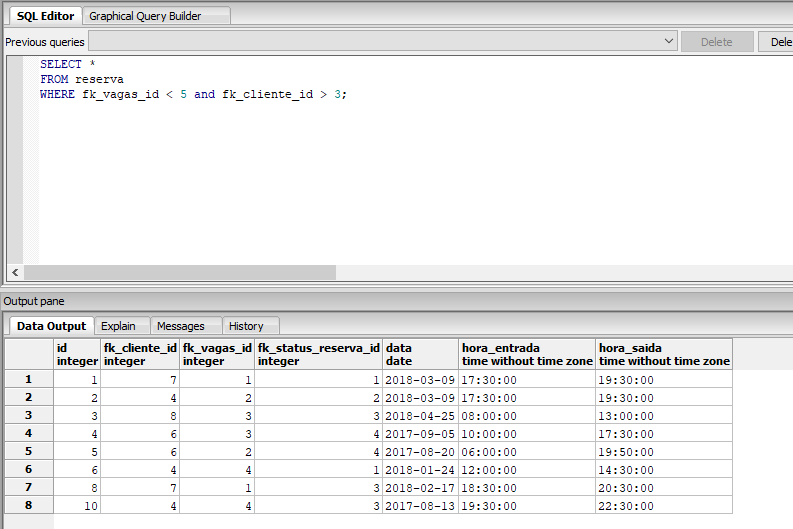 SQL Editor Graphical Query Builder
Previous queries Delete Dele
SELECT *
FROM reserva
WHERE fk_vagas_id < 5 and fk_cliente_id > 3;
Output pane
Data Output Explain Messages History
id fk_cliente_id fk_vagas_id fk_status_reserva_id data hora_entrada hora_saida
integer integer integer integer date time without time zone time without time zone
1 1 7 1 1 2018-03-09 17:30:00 19:30:00
2 2 4 2 2 2018-03-09 17:30:00 19:30:00
3 3 8 3 3 2018-04-25 08:00:00 13:00:00
4 4 6 3 4 2017-09-05 10:00:00 17:30:00
5 5 6 2 4 2017-08-20 06:00:00 19:50:00
6 6 4 4 1 2018-01-24 12:00:00 14:30:00
7 8 7 1 3 2018-02-17 18:30:00 20:30:00
8 10 4 4 3 2017-08-13 19:30:00 22:30:00